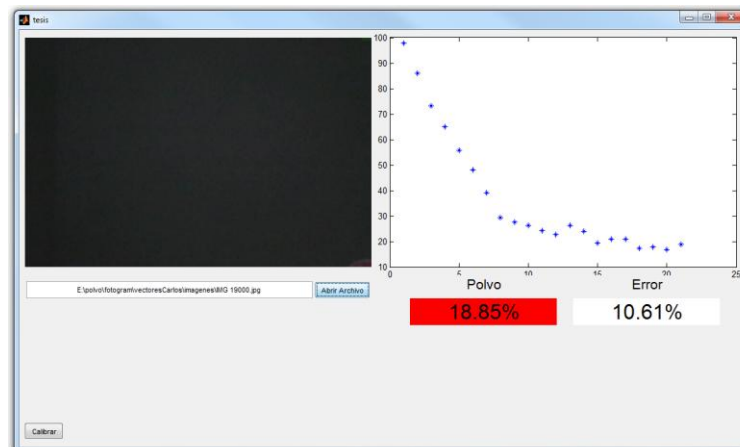 tesis
100
90
80
70
60
50
40
30
20
10
0 5 10 15 20 25
E:\polvo\fotogram\vectoresCarlos\imagenes\IMG 19000.jpg
Abrir Archivo
Polvo Error
18.85% 10.61%
Calibrar